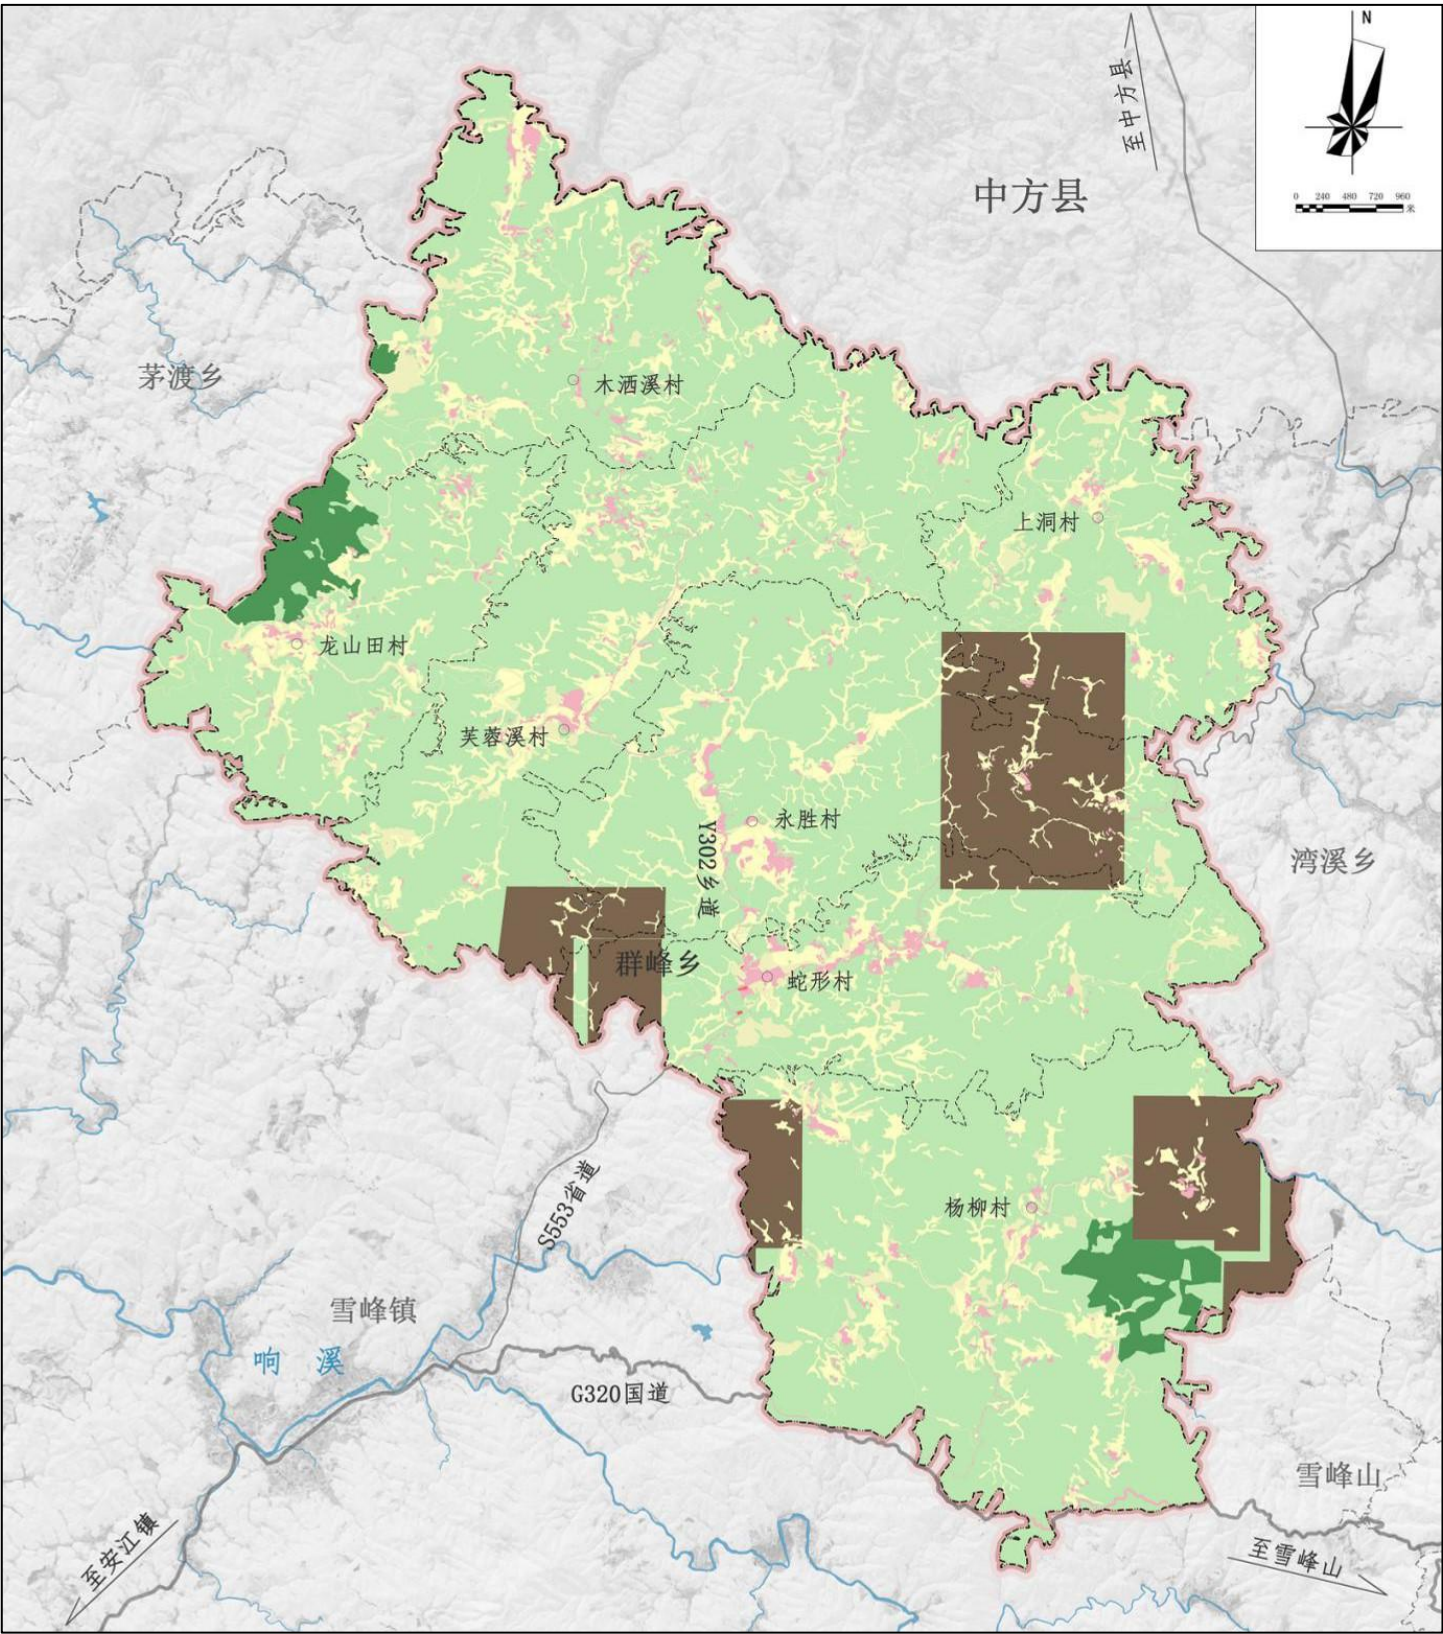 N
0 240 480 720 960
米
至中方县
中方县
茅渡乡
木洒溪村
上洞村
龙山田村
芙蓉溪村
永胜村
Y302乡道
湾溪乡
群峰乡
蛇形村
S553省道
杨柳村
雪峰镇
响 溪
G320国道
雪峰山
至安江镇
至雪峰山